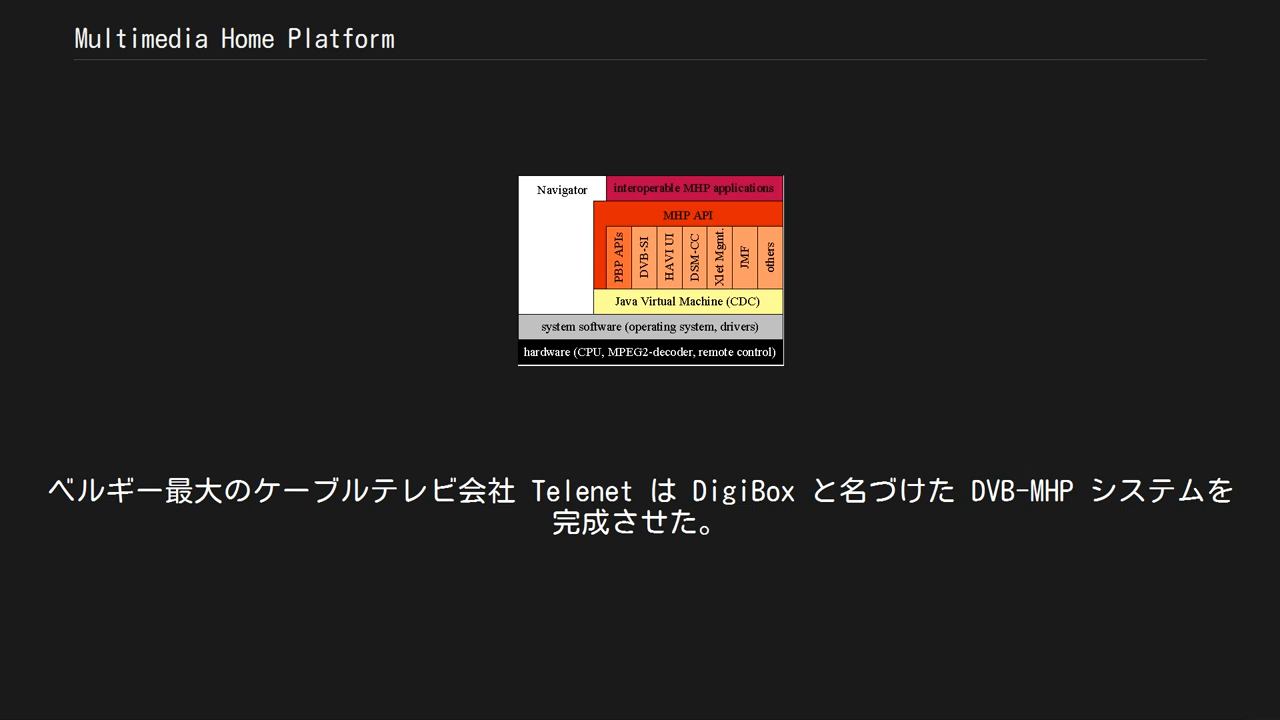 Multimedia Home Platform
Navigator
interoperable MHP applications
MHP API
PBP APIs
DVB-SI
HAVI UI
DSM-CC
Xlet Mgmt.
JMF
others
Java Virtual Machine (CDC)
system software (operating system, drivers)
hardware (CPU, MPEG2-decoder, remote control)
ベルギー最大のケーブルテレビ会社 Telenet は DigiBox と名づけた DVB-MHP システムを
完成させた。